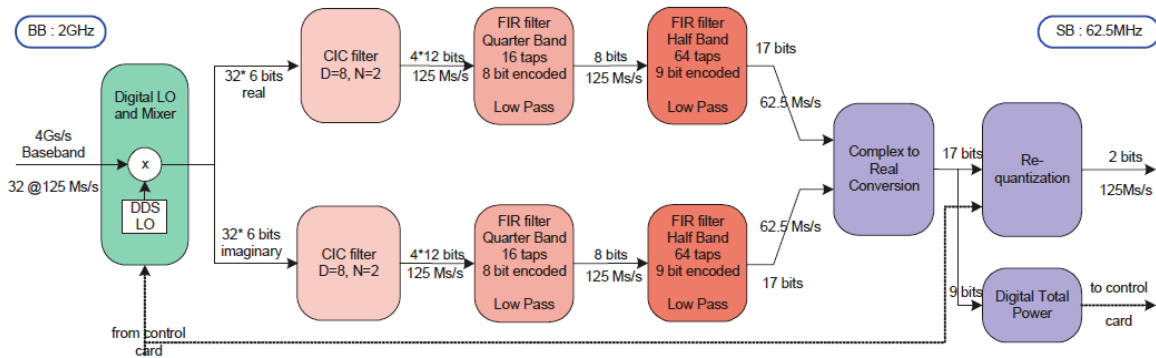 BB : 2GHz
SB : 62.5MHz
4Gs/s
Baseband
32 @125 Ms/s
Digital LO
and Mixer
x
DDS
LO
from control
card
32* 6 bits
real
CIC filter
D=8, N=2
4*12 bits
125 Ms/s
FIR filter
Quarter Band
16 taps
8 bit encoded
Low Pass
8 bits
125 Ms/s
FIR filter
Half Band
64 taps
9 bit encoded
Low Pass
17 bits
62.5 Ms/s
32* 6 bits
imaginary
CIC filter
D=8, N=2
4*12 bits
125 Ms/s
FIR filter
Quarter Band
16 taps
8 bit encoded
Low Pass
8 bits
125 Ms/s
FIR filter
Half Band
64 taps
9 bit encoded
Low Pass
62.5 Ms/s
17 bits
Complex to
Real
Conversion
17 bits
Re-
quantization
2 bits
125Ms/s
9 bits
Digital Total
Power
to control
card